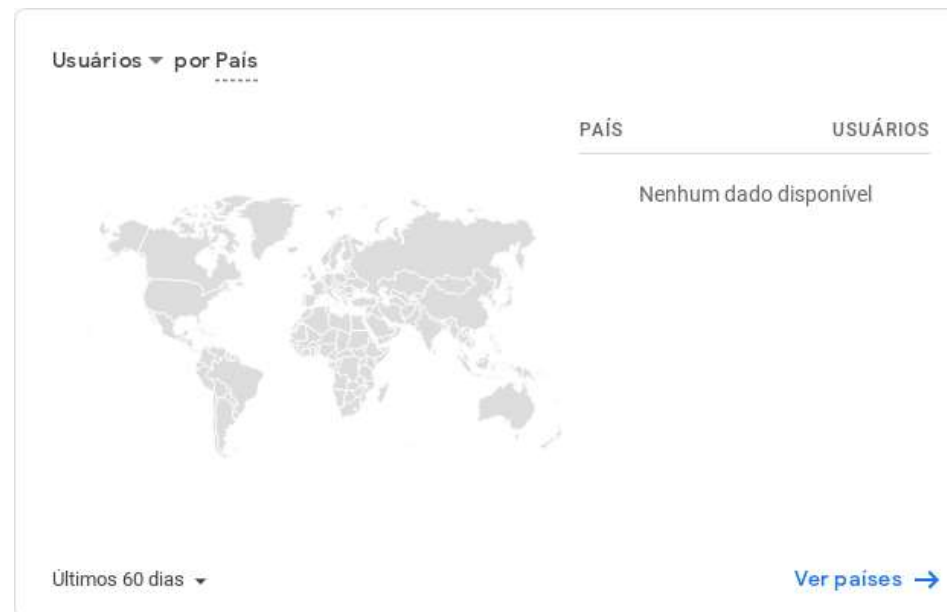 Usuários por País
PAÍS USUÁRIOS
Nenhum dado disponível
Últimos 60 dias
Ver países